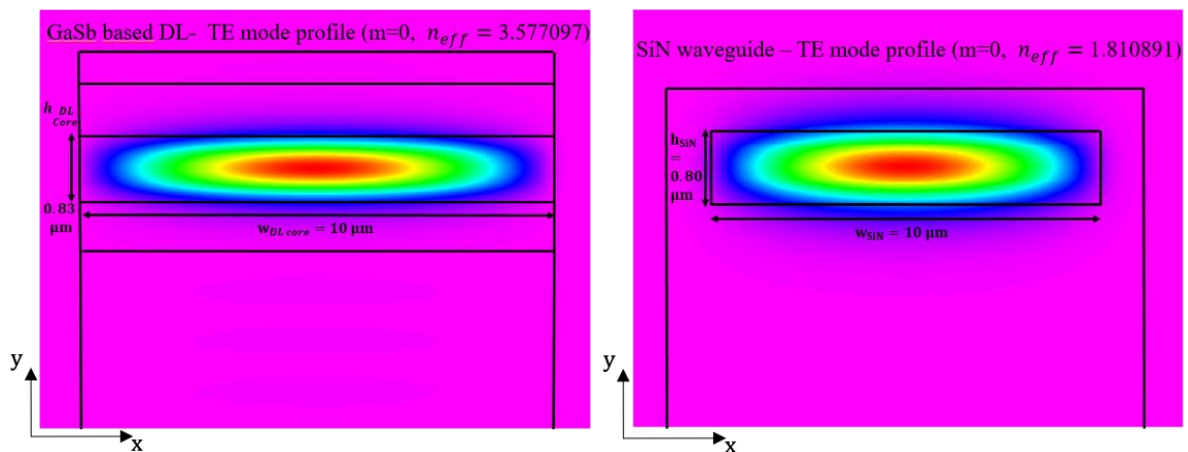 GaSb based DL- TE mode profile (m=0, n_eff = 3.577097)
h_DL
Core
0.83
μm
w_DL core = 10 μm
y
x
SiN waveguide – TE mode profile (m=0, n_eff = 1.810891)
h_SiN
=
0.80
μm
w_SiN = 10 μm
y
x